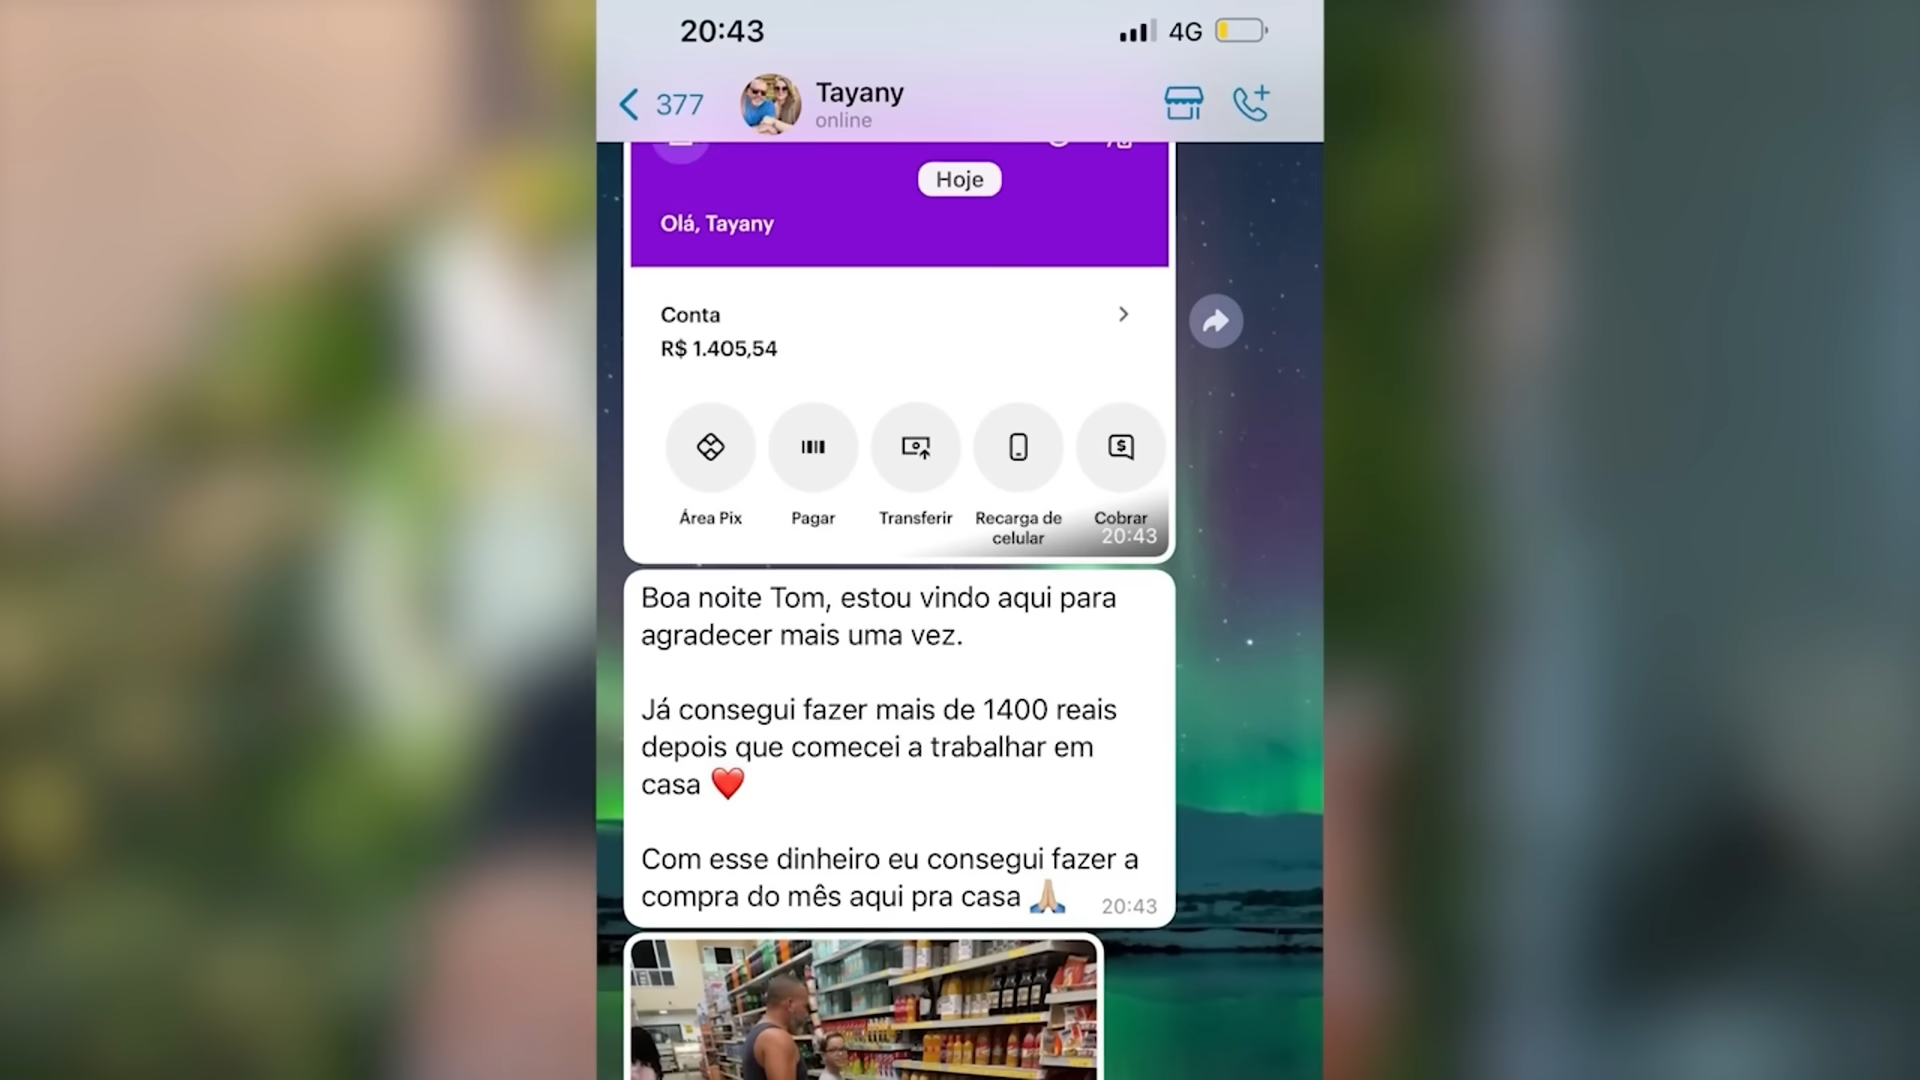 20:43
4G
377
Tayany
online
Hoje
Olá, Tayany
Conta
R$ 1.405,54
Área Pix
Pagar
Transferir
Recarga de
celular
Cobrar
20:43
Boa noite Tom, estou vindo aqui para
agradecer mais uma vez.
Já consegui fazer mais de 1400 reais
depois que comecei a trabalhar em
casa ❤️
Com esse dinheiro eu consegui fazer a
compra do mês aqui pra casa 🙏🏼
20:43